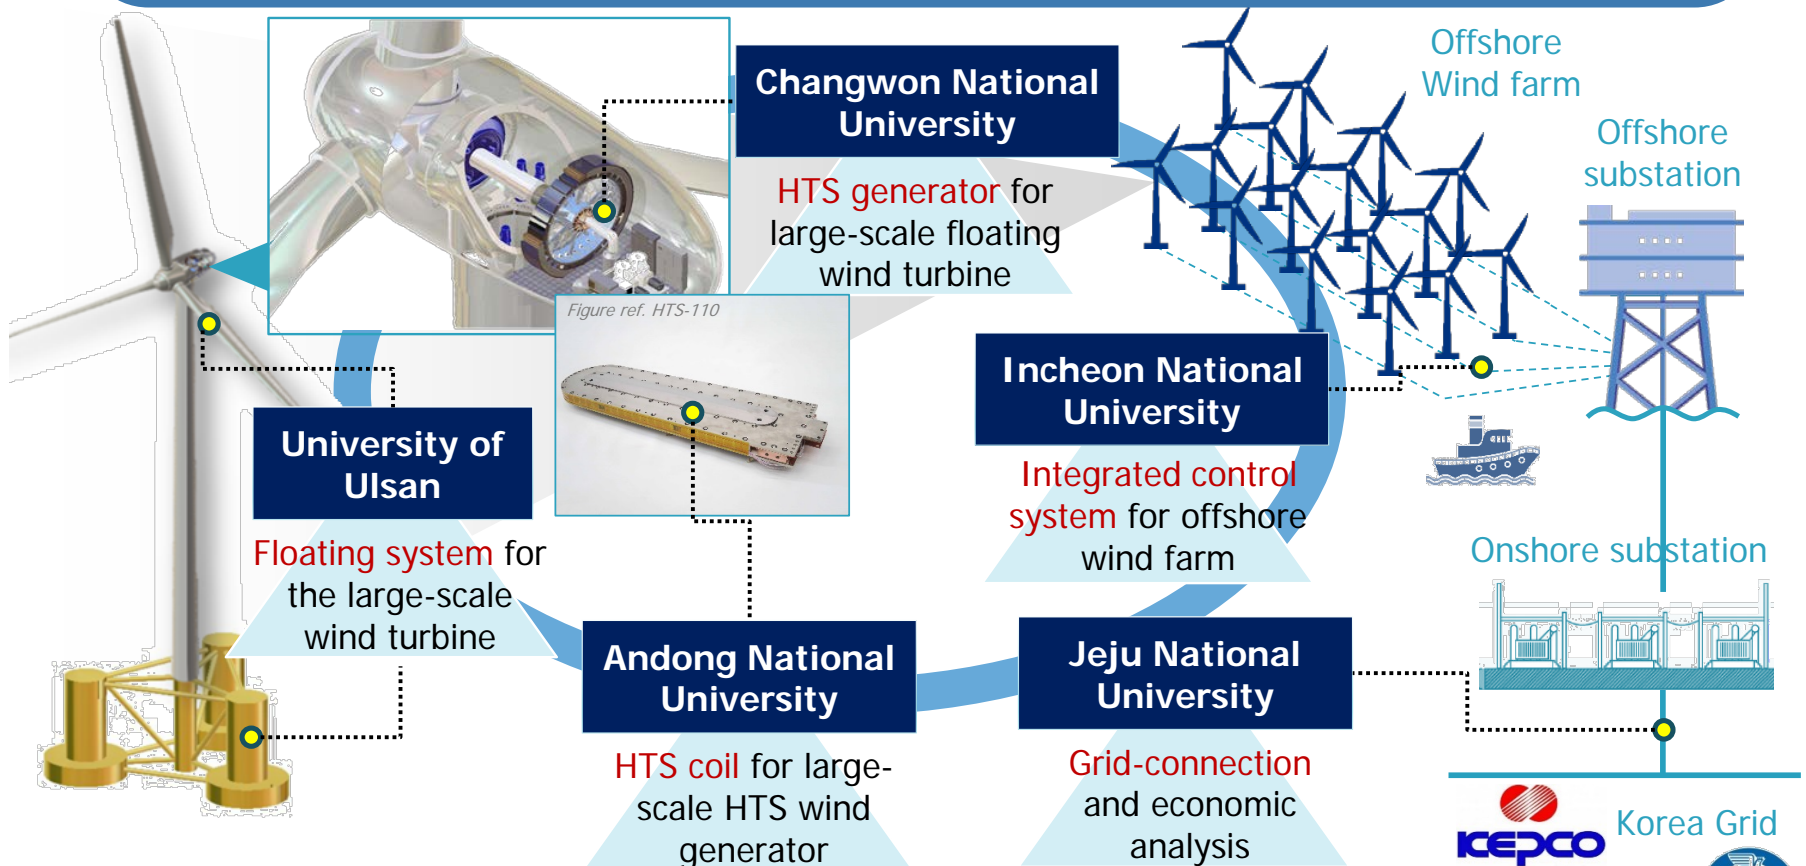 Changwon National
University
HTS generator for
large-scale floating
wind turbine
Offshore
Wind farm
Offshore
substation
Figure ref. HTS-110
Incheon National
University
Integrated control
system for offshore
wind farm
University of
Ulsan
Floating system for
the large-scale
wind turbine
Onshore substation
Andong National
University
HTS coil for large-
scale HTS wind
generator
Jeju National
University
Grid-connection
and economic
analysis
KEPCO
Korea Grid